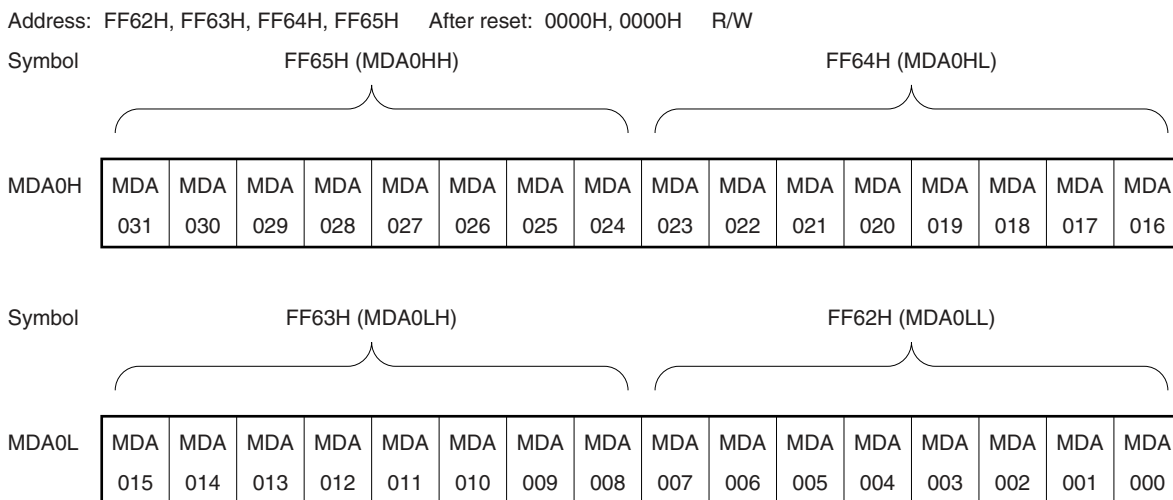 Address: FF62H, FF63H, FF64H, FF65H After reset: 0000H, 0000H R/W
Symbol FF65H (MDA0HH) FF64H (MDA0HL)
MDA0H MDA MDA MDA MDA MDA MDA MDA MDA MDA MDA MDA MDA MDA MDA MDA MDA
031 030 029 028 027 026 025 024 023 022 021 020 019 018 017 016
Symbol FF63H (MDA0LH) FF62H (MDA0LL)
MDA0L MDA MDA MDA MDA MDA MDA MDA MDA MDA MDA MDA MDA MDA MDA MDA MDA
015 014 013 012 011 010 009 008 007 006 005 004 003 002 001 000